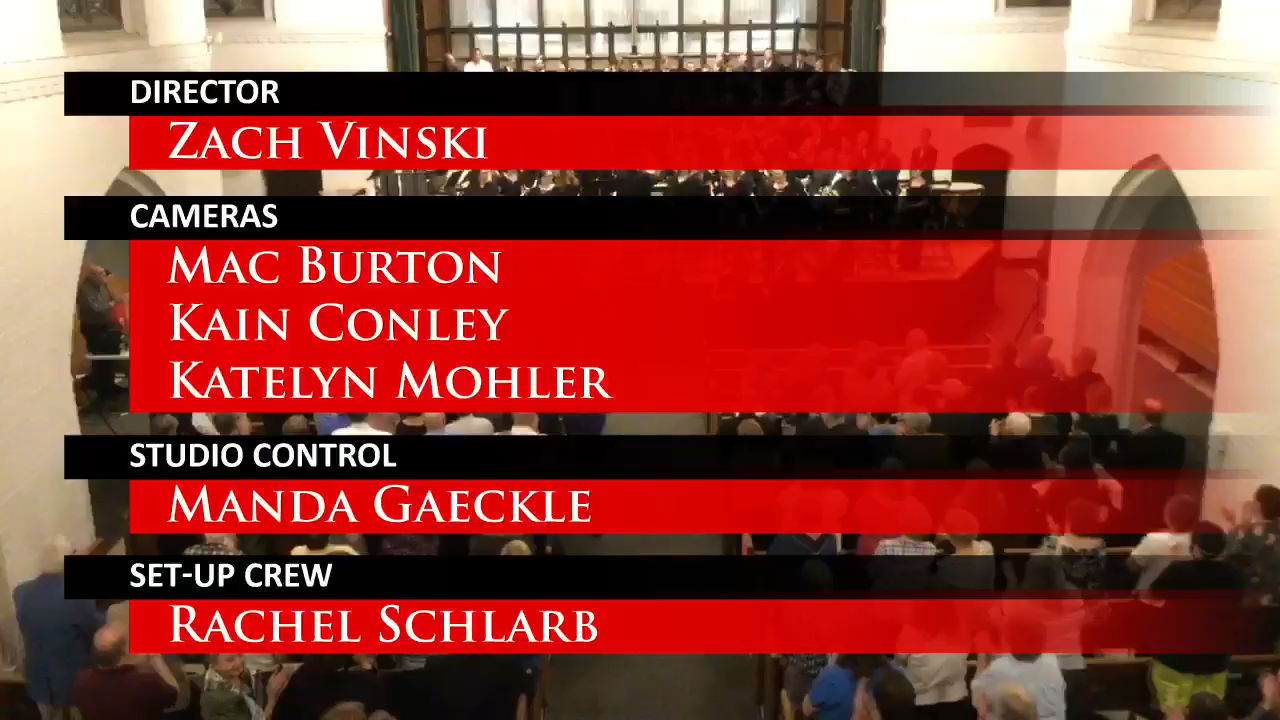 DIRECTOR
ZACH VINSKI
CAMERAS
MAC BURTON
KAIN CONLEY
KATELYN MOHLER
STUDIO CONTROL
MANDA GAECKLE
SET-UP CREW
RACHEL SCHLARB